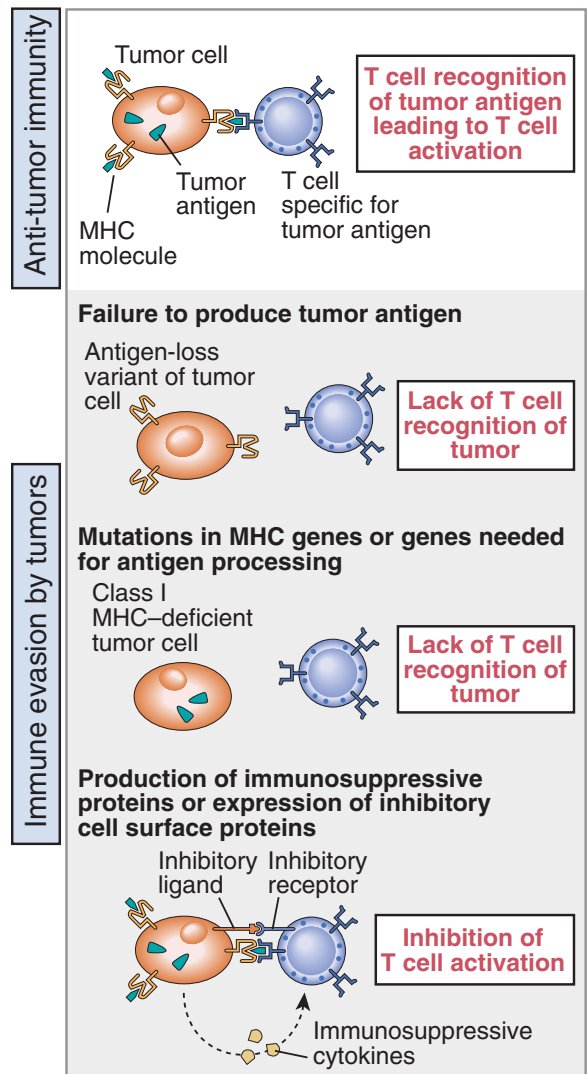 Anti-tumor immunity
Tumor cell
T cell recognition
of tumor antigen
leading to T cell
activation
Tumor
antigen
T cell
specific for
tumor antigen
MHC
molecule
Immune evasion by tumors
Failure to produce tumor antigen
Antigen-loss
variant of tumor
cell
Lack of T cell
recognition of
tumor
Mutations in MHC genes or genes needed
for antigen processing
Class I
MHC–deficient
tumor cell
Lack of T cell
recognition of
tumor
Production of immunosuppressive
proteins or expression of inhibitory
cell surface proteins
Inhibitory
ligand
Inhibitory
receptor
Inhibition of
T cell activation
Immunosuppressive
cytokines